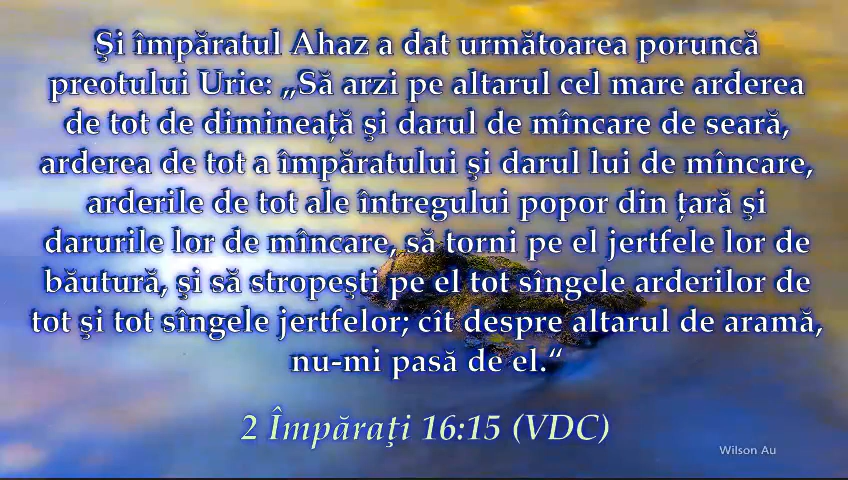 Şi împăratul Ahaz a dat următoarea poruncă
preotului Urie: „Să arzi pe altarul cel mare arderea
de tot de dimineaţă şi darul de mîncare de seară,
arderea de tot a împăratului şi darul lui de mîncare,
arderile de tot ale întregului popor din ţară şi
darurile lor de mîncare, să torni pe el jertfele lor de
băutură, şi să stropeşti pe el tot sîngele arderilor de
tot şi tot sîngele jertfelor; cît despre altarul de aramă,
nu-mi pasă de el.“
2 Împăraţi 16:15 (VDC)
Wilson Au